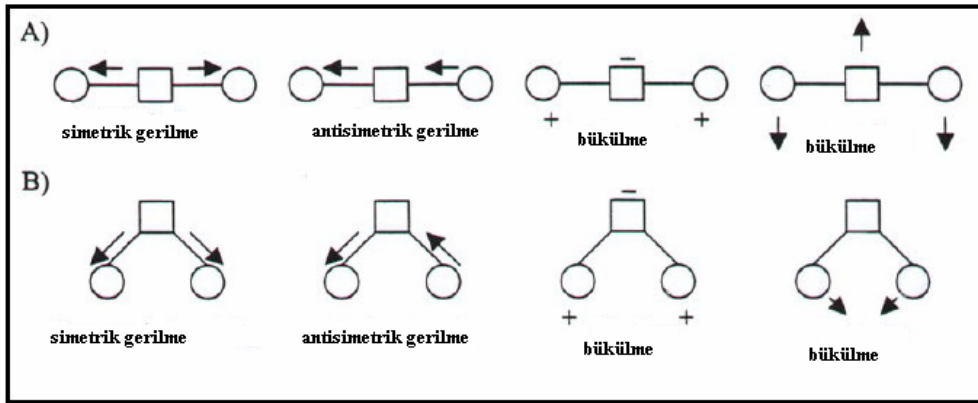 A)
simetrik gerilme antisimetrik gerilme bükülme bükülme
− + + 
B)
simetrik gerilme antisimetrik gerilme bükülme bükülme
− + +